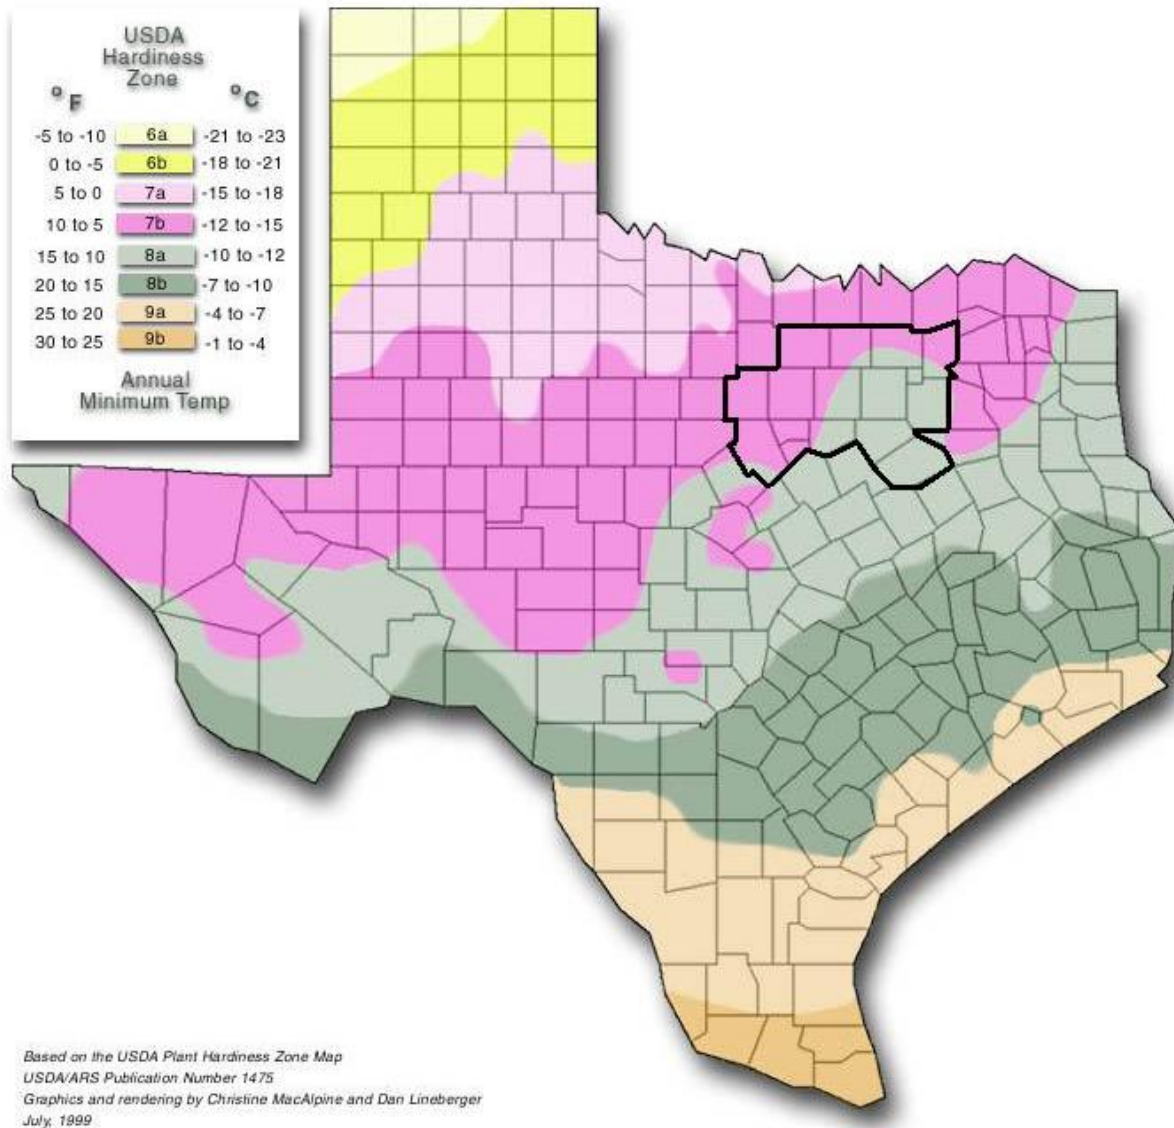 USDA
Hardiness
Zone
°F °C
-5 to -10 6a -21 to -23
0 to -5 6b -18 to -21
5 to 0 7a -15 to -18
10 to 5 7b -12 to -15
15 to 10 8a -10 to -12
20 to 15 8b -7 to -10
25 to 20 9a -4 to -7
30 to 25 9b -1 to -4
Annual
Minimum Temp
Based on the USDA Plant Hardiness Zone Map
USDA/ARS Publication Number 1475
Graphics and rendering by Christine MacAlpine and Dan Lineberger
July, 1999